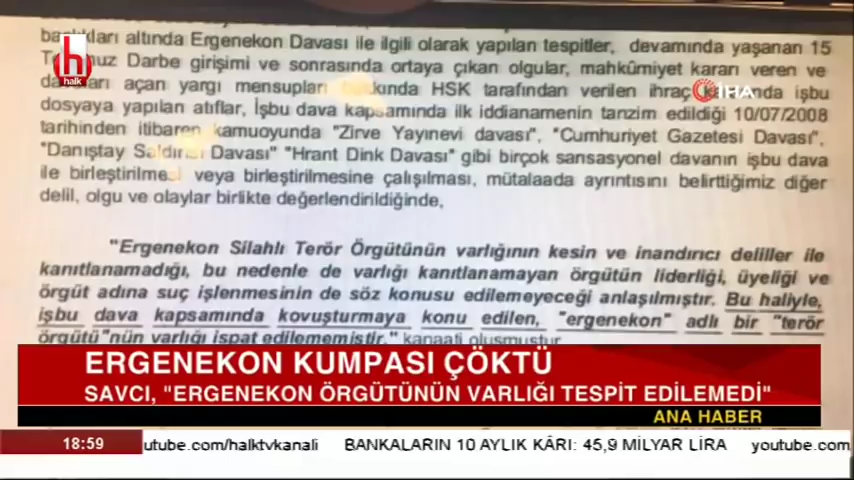 başlıkları altında Ergenekon Davası ile ilgili olarak yapılan tespitler, devamında yaşanan 15
Temmuz Darbe girişimi ve sonrasında ortaya çıkan olgular, mahkûmiyet kararı veren ve
davaları açan yargı mensupları hakkında HSK tarafından verilen ihraç kararında işbu
dosyaya yapılan atıflar, İşbu dava kapsamında ilk iddianamenin tanzim edildiği 10/07/2008
tarihinden itibaren kamuoyunda "Zirve Yayınevi davası", "Cumhuriyet Gazetesi Davası",
"Danıştay Saldırısı Davası" "Hrant Dink Davası" gibi birçok sansasyonel davanın işbu dava
ile birleştirilmesi veya birleştirilmesine çalışılması, mütalaada ayrıntısını belirttiğimiz diğer
delil, olgu ve olaylar birlikte değerlendirildiğinde,
"Ergenekon Silahlı Terör Örgütünün varlığının kesin ve inandırıcı deliller ile
kanıtlanamadığı, bu nedenle de varlığı kanıtlanamayan örgütün liderliği, üyeliği ve
örgüt adına suç işlenmesinin de söz konusu edilemeyeceği anlaşılmıştır. Bu haliyle,
işbu dava kapsamında kovuşturmaya konu edilen, "ergenekon" adlı bir "terör
örgütü"nün varlığı ispat edilememiştir." kanaati oluşmuştur
h
halk
İHA
ERGENEKON KUMPASI ÇÖKTÜ
SAVCI, "ERGENEKON ÖRGÜTÜNÜN VARLIĞI TESPİT EDİLEMEDİ"
ANA HABER
18:59 utube.com/halktvkanali BANKALARIN 10 AYLIK KÂRI: 45,9 MİLYAR LİRA youtube.com